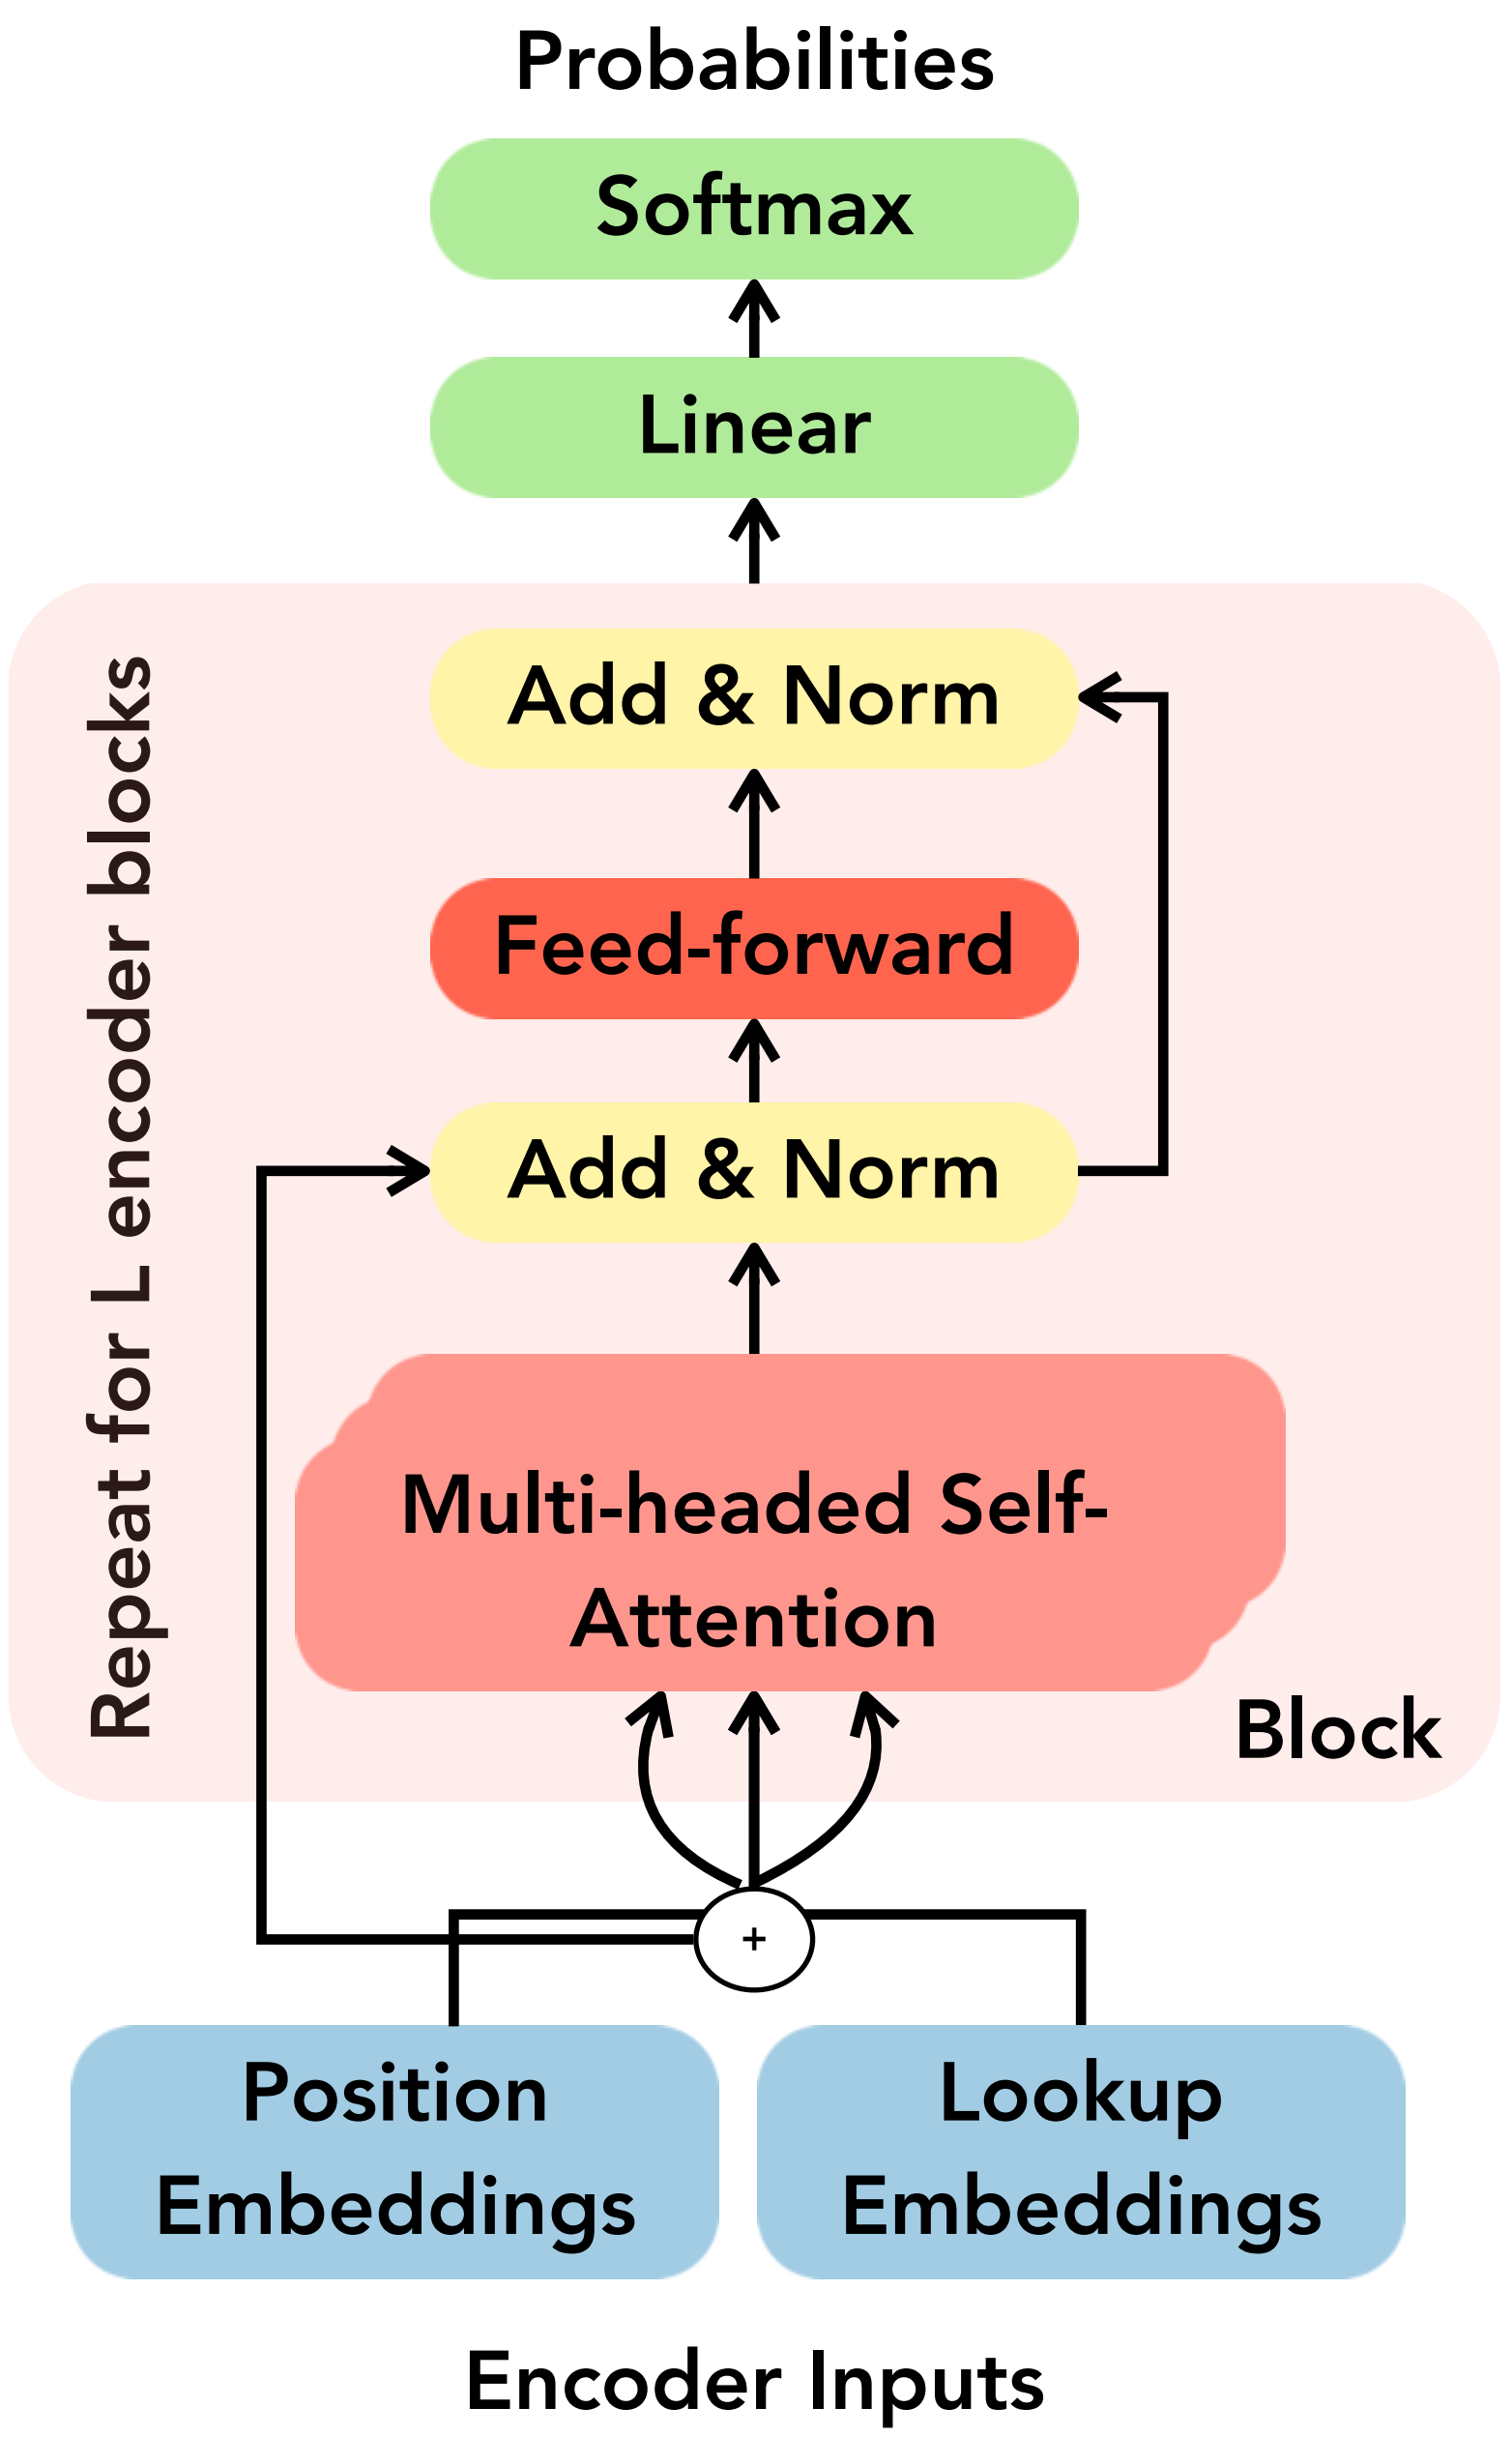 Probabilities
Softmax
Linear
Add & Norm
Feed-forward
Add & Norm
Repeat for L encoder blocks
Multi-headed Self-
Attention
Block
+
Position
Embeddings
Lookup
Embeddings
Encoder Inputs